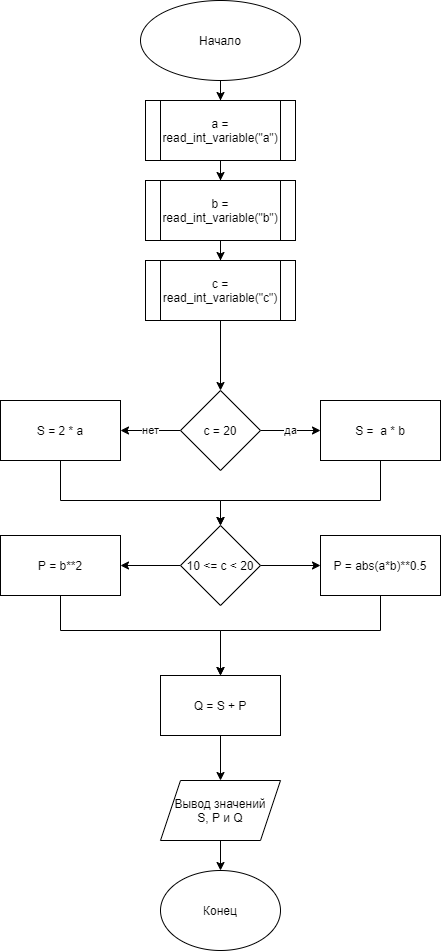 Начало
a =
read_int_variable("a")
b =
read_int_variable("b")
c =
read_int_variable("c")
S = 2 * a
нет
c = 20
да
S = a * b
P = b**2
10 <= c < 20
P = abs(a*b)**0.5
Q = S + P
Вывод значений
S, P и Q
Конец